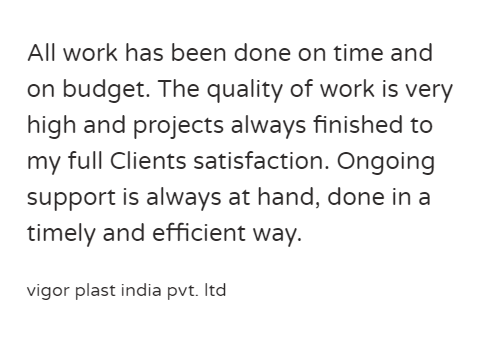 All work has been done on time and
on budget. The quality of work is very
high and projects always finished to
my full Clients satisfaction. Ongoing
support is always at hand, done in a
timely and efficient way.
vigor plast india pvt. ltd